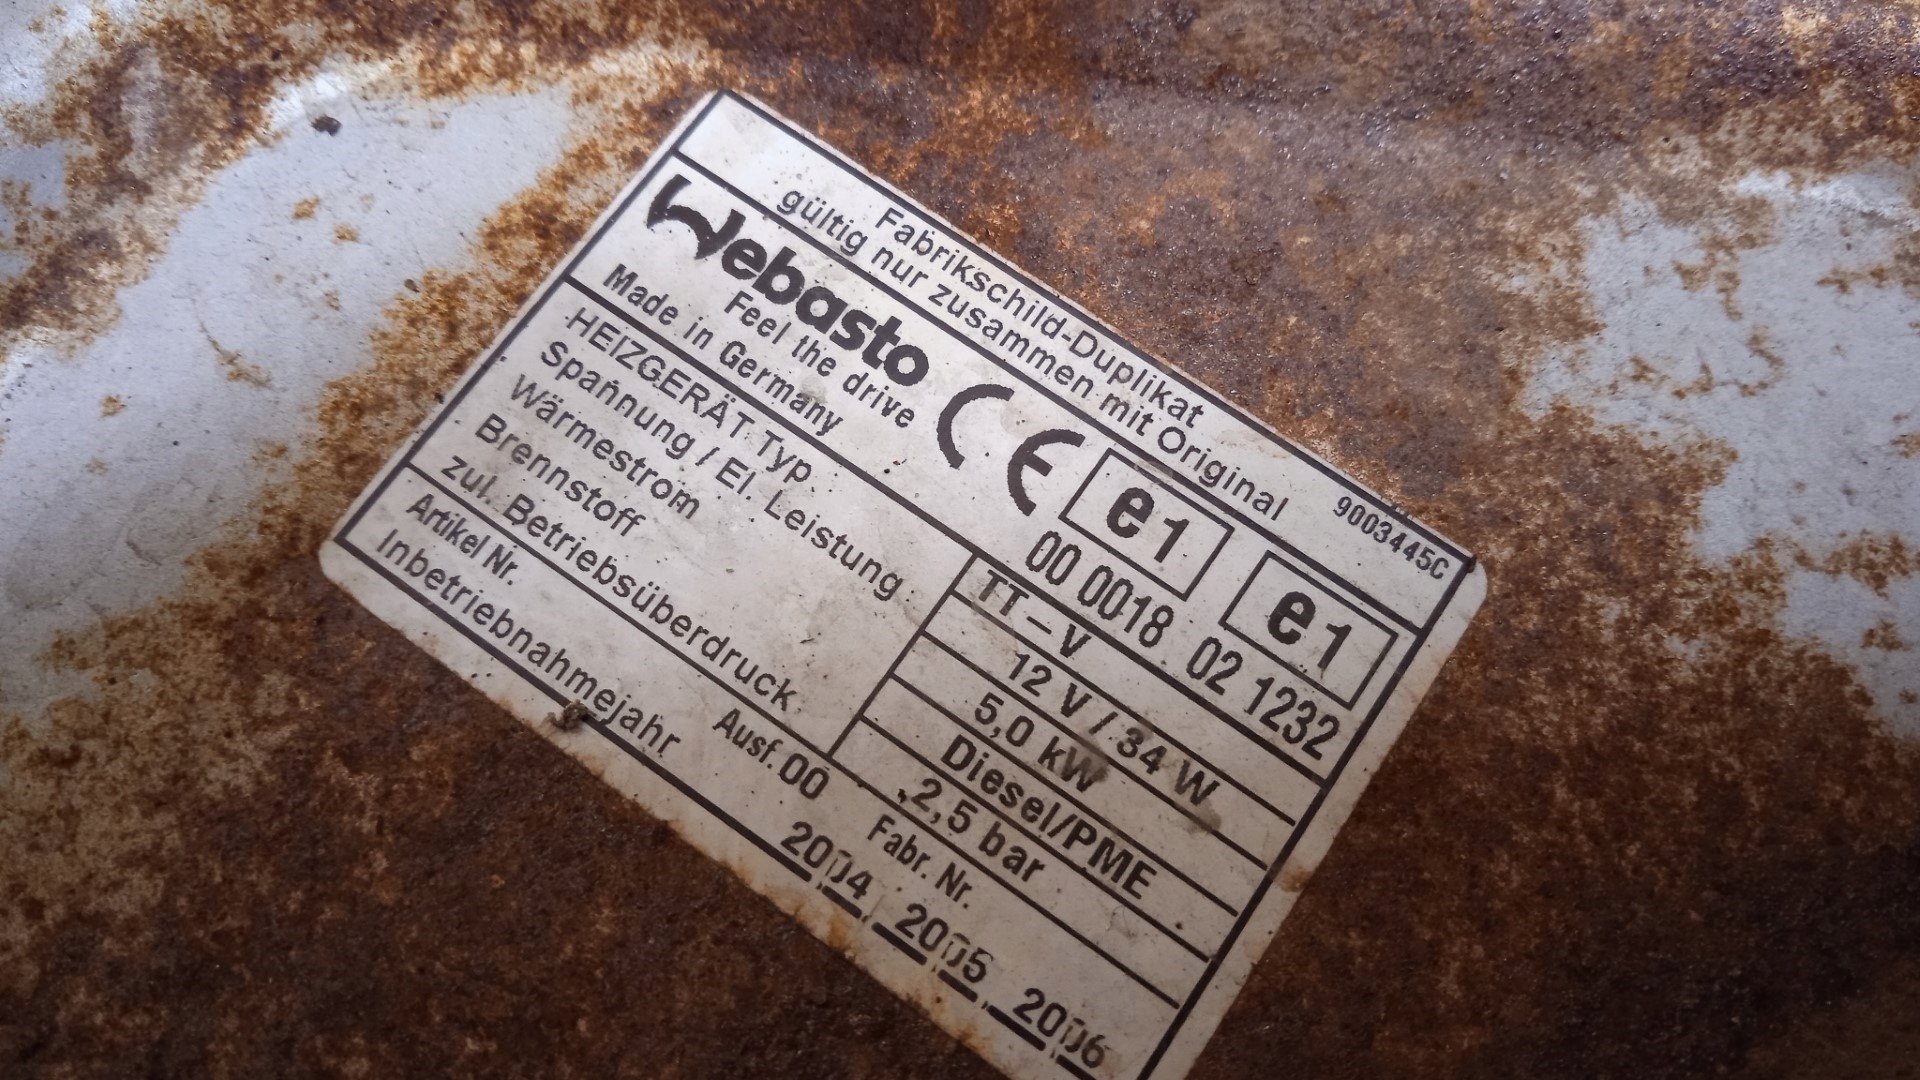 Fabrikschild-Duplikat
gültig nur zusammen mit Original
9003445C
Webasto
Feel the drive
Made in Germany
CE
e1
e1
00 0018
02 1232
HEIZGERÄT Typ
TT - V
Spannung / El. Leistung
12 V / 34 W
Wärmestrom
5,0 kW
Brennstoff
Diesel/PME
zul. Betriebsüberdruck
2,5 bar
Artikel Nr.
Ausf. 00
Fabr. Nr.
Inbetriebnahmejahr
2004 2005 2006